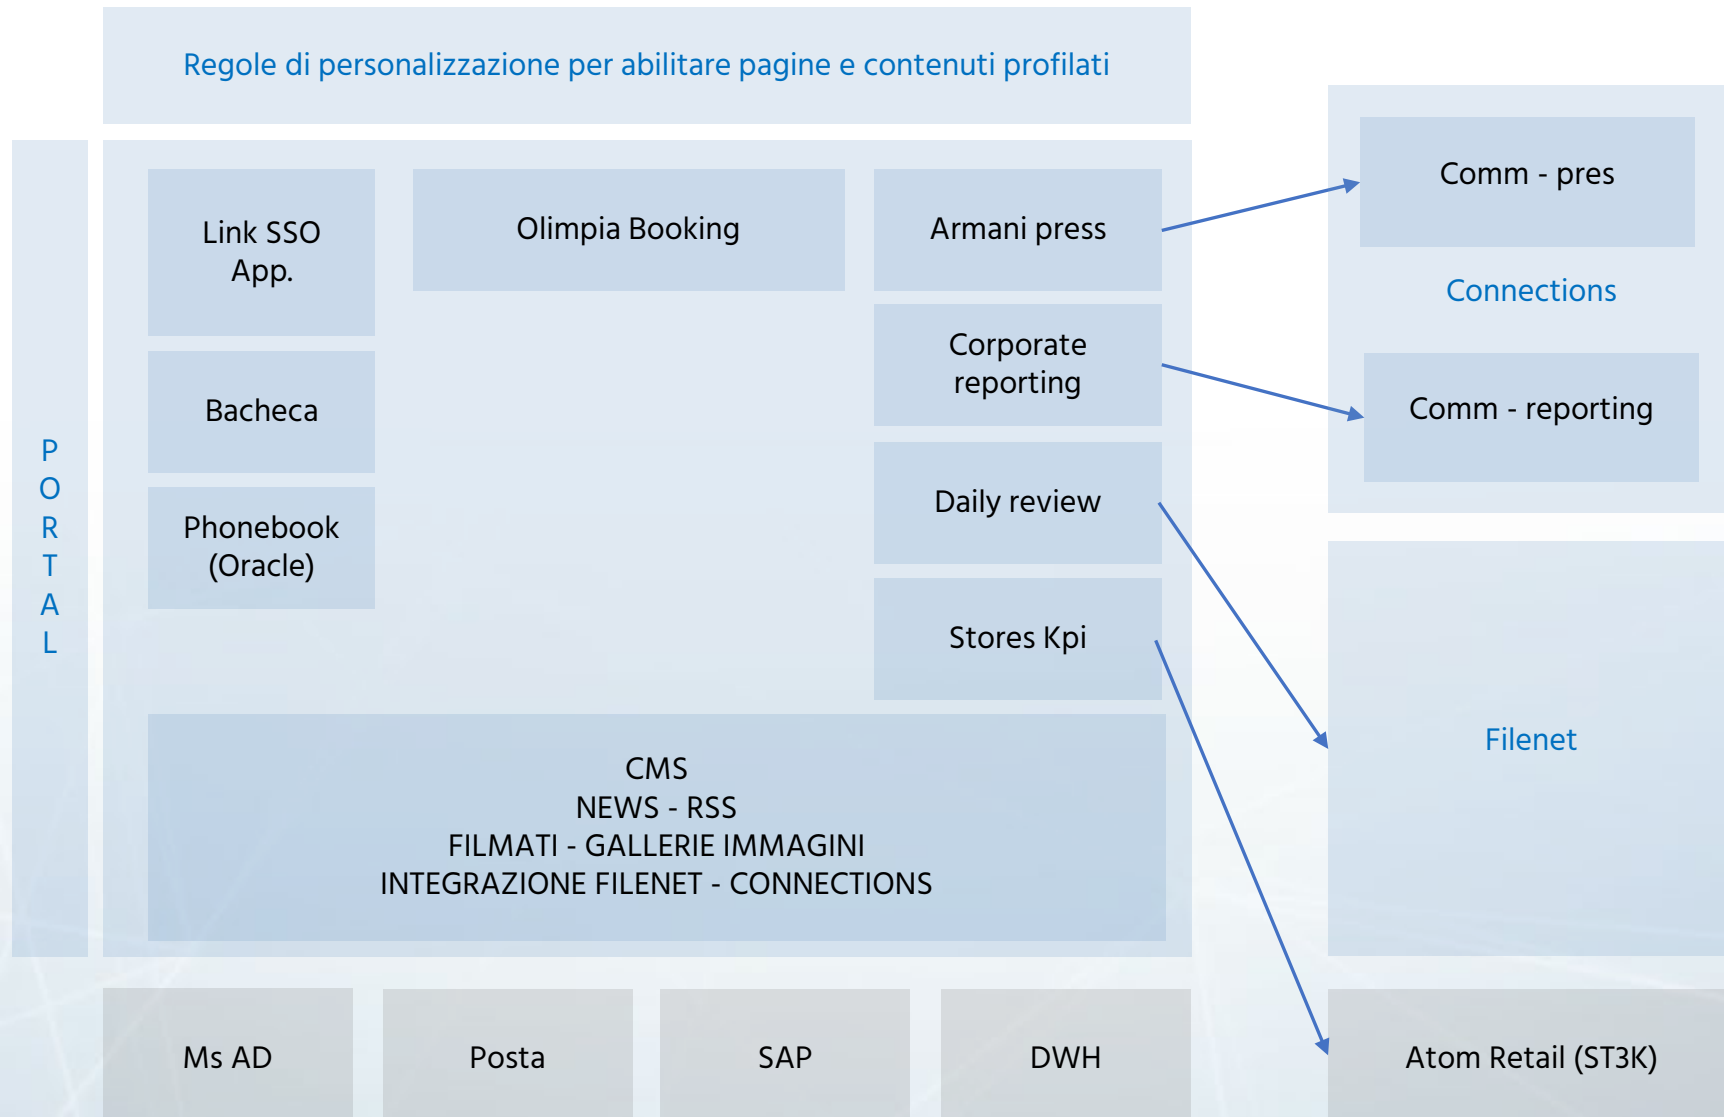 Regole di personalizzazione per abilitare pagine e contenuti profilati
P
O
R
T
A
L
Link SSO
App.
Olimpia Booking
Armani press
Bacheca
Corporate
reporting
Phonebook
(Oracle)
Daily review
Stores Kpi
CMS
NEWS - RSS
FILMATI - GALLERIE IMMAGINI
INTEGRAZIONE FILENET - CONNECTIONS
Comm - pres
Connections
Comm - reporting
Filenet
Ms AD
Posta
SAP
DWH
Atom Retail (ST3K)